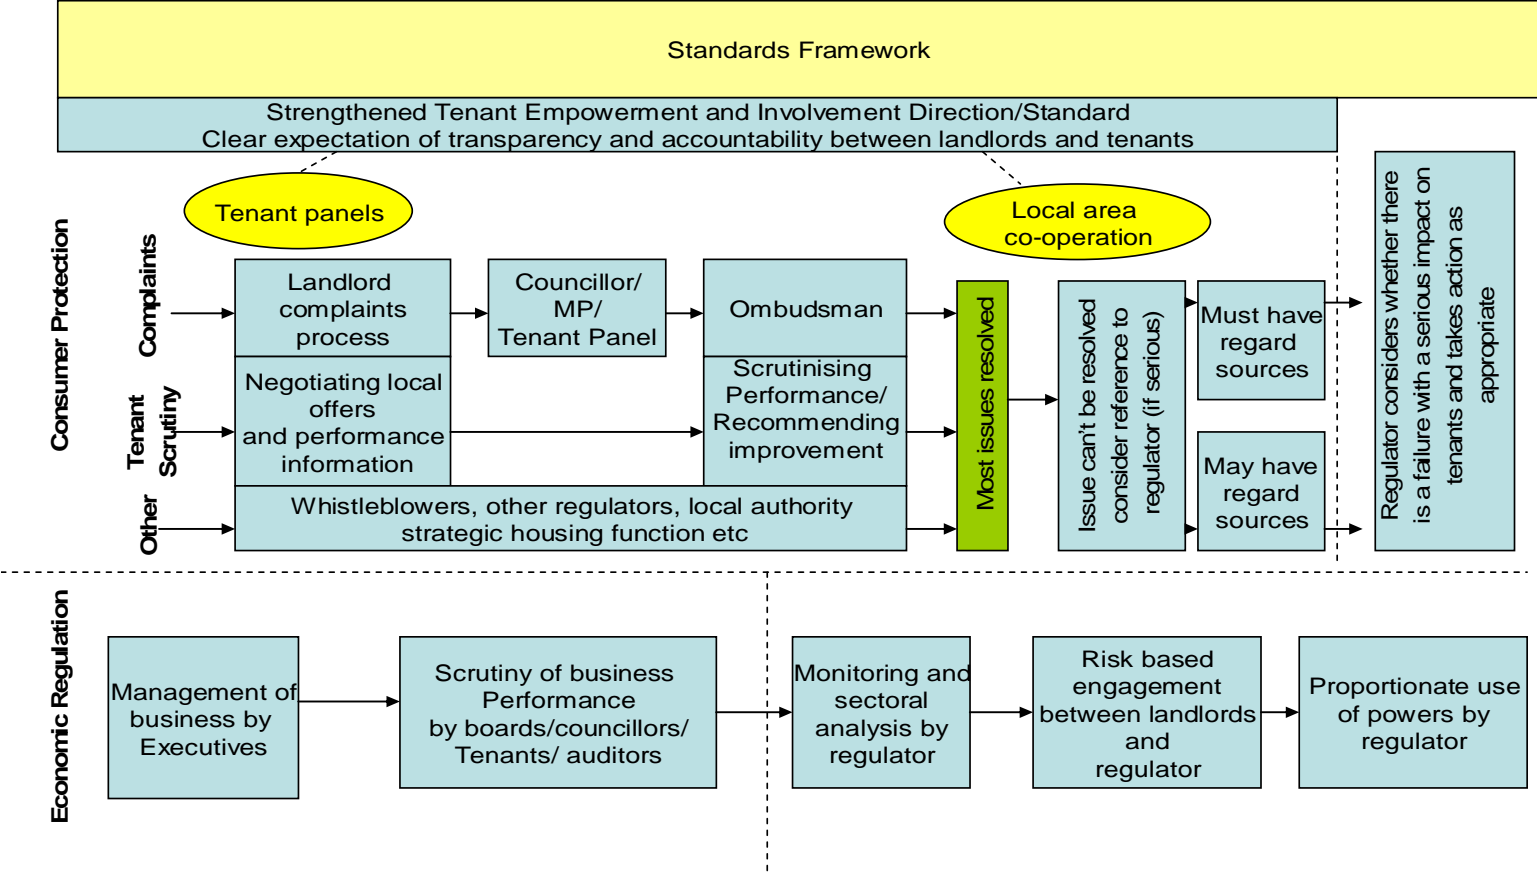 Standards Framework
Strengthened Tenant Empowerment and Involvement Direction/Standard
Clear expectation of transparency and accountability between landlords and tenants
Tenant panels
Local area
co-operation
Consumer Protection
Complaints
Landlord
complaints
process
Councillor/
MP/
Tenant Panel
Ombudsman
Tenant
Scrutiny
Negotiating local
offers
and performance
information
Scrutinising
Performance/
Recommending
improvement
Other
Whistleblowers, other regulators, local authority
strategic housing function etc
Most issues resolved
Issue can't be resolved
consider reference to
regulator (if serious)
Must have
regard
sources
May have
regard
sources
Regulator considers whether there
is a failure with a serious impact on
tenants and takes action as
appropriate
Economic Regulation
Management of
business by
Executives
Scrutiny of business
Performance
by boards/councillors/
Tenants/ auditors
Monitoring and
sectoral
analysis by
regulator
Risk based
engagement
between landlords
and
regulator
Proportionate use
of powers by
regulator